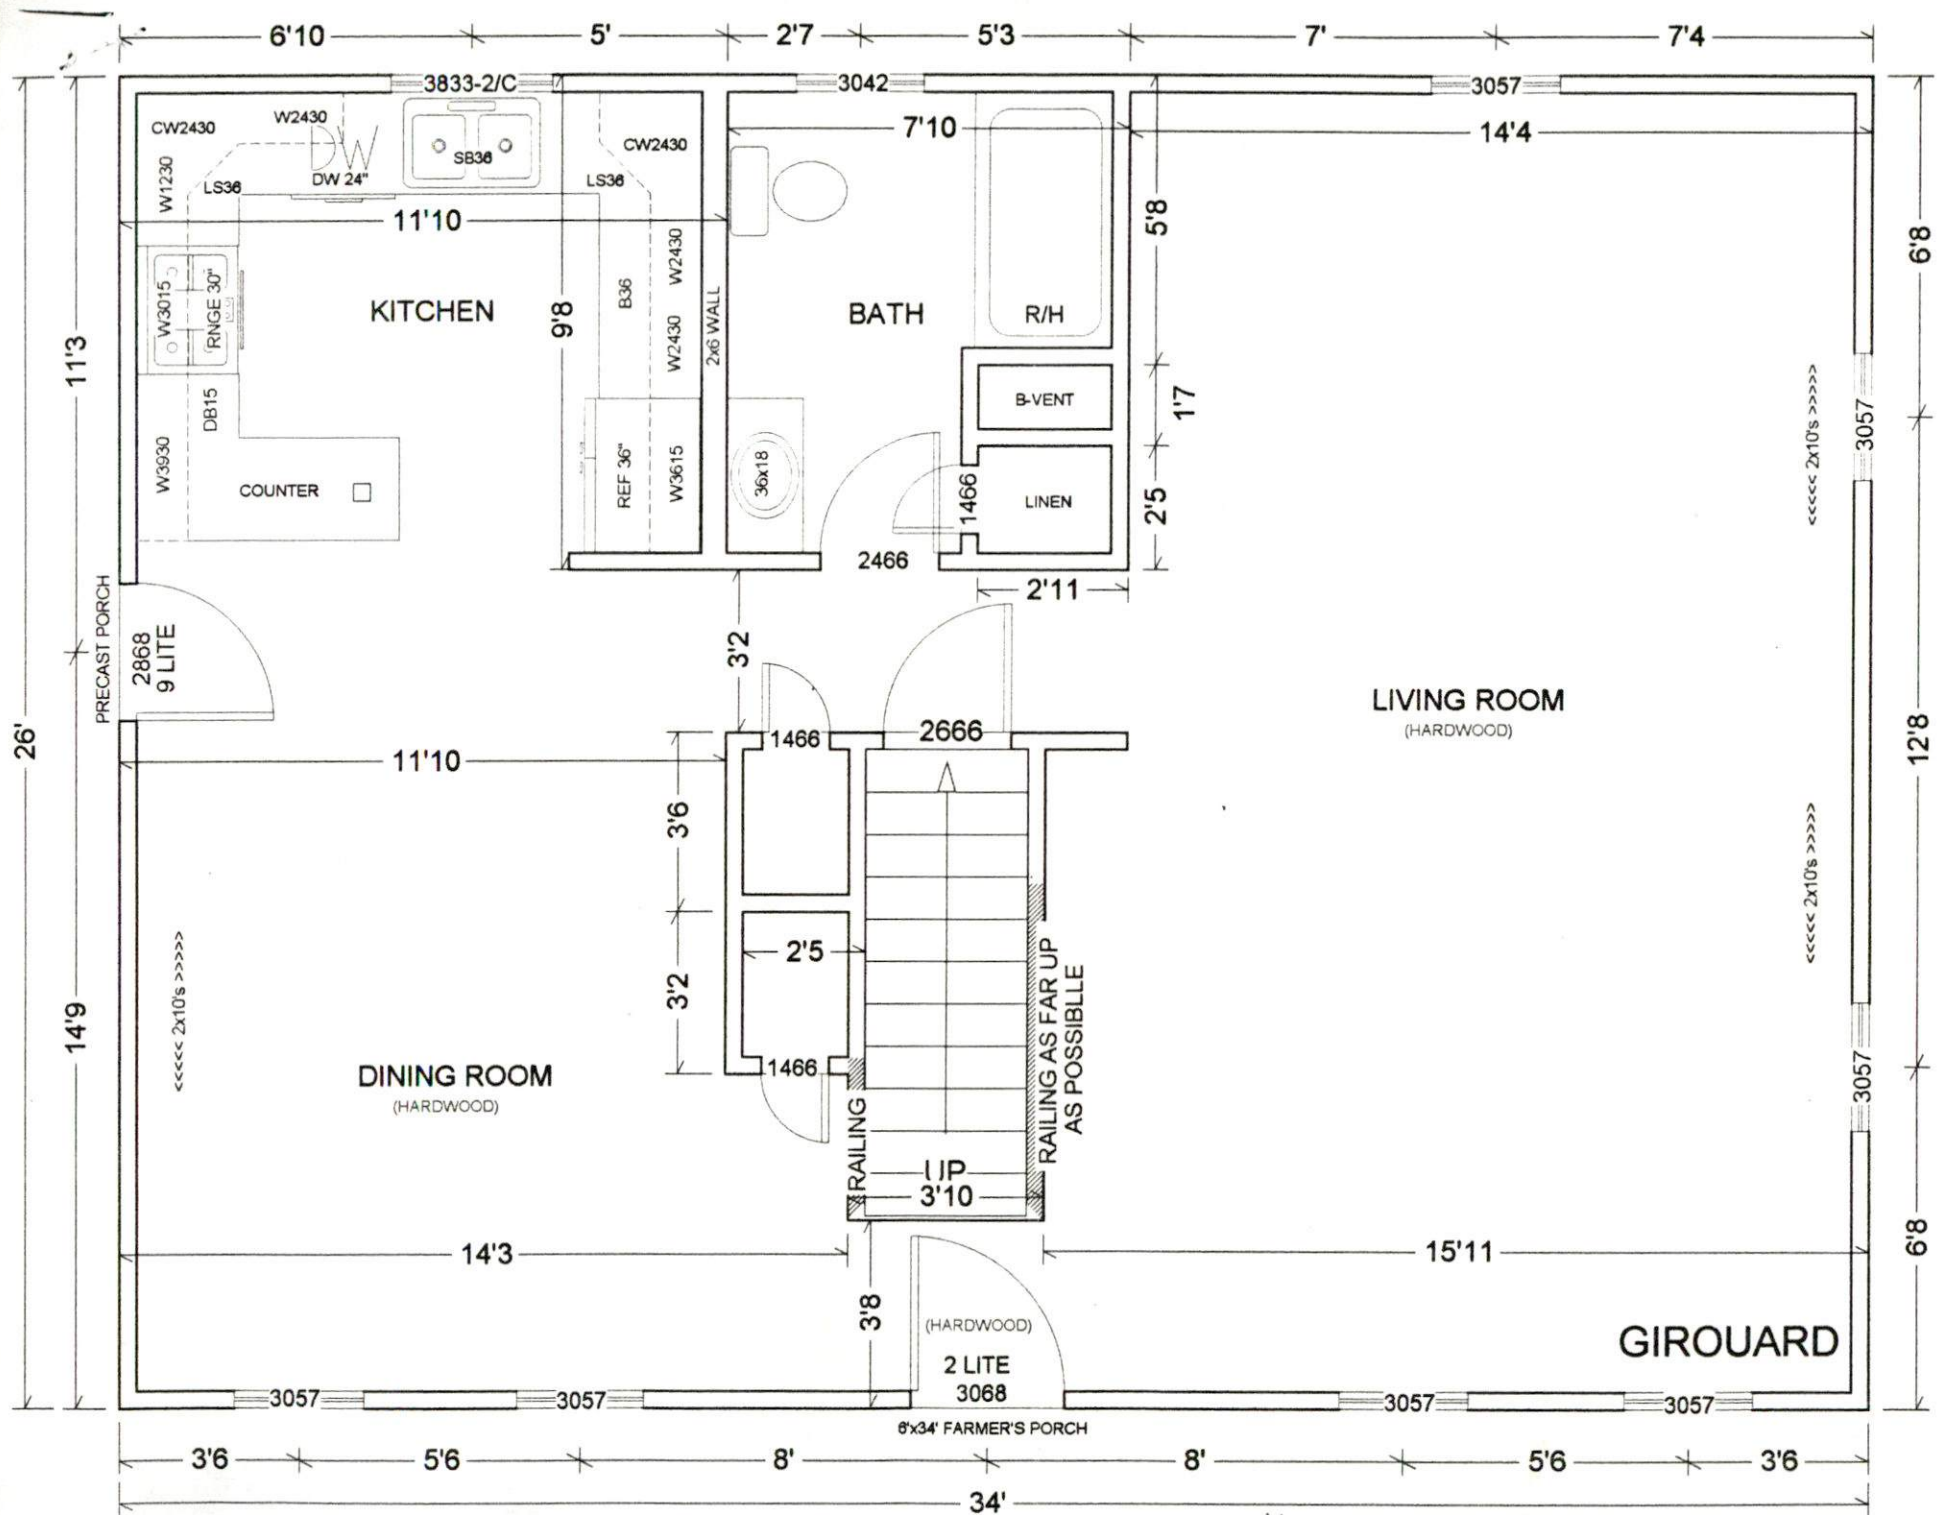 6'10
5'
2'7
5'3
7'
7'4
3833-2/C
3042
3057
CW2430
W2430
CW2430
7'10
14'4
W1230
LS36
DW 24"
SB36
LS36
11'10
5'8
6'8
W3015
RNGE 30"
KITCHEN
9'8
B36
W2430
W2430
2x6 WALL
BATH
R/H
11'3
DB15
W3930
COUNTER
REF 36"
W3615
36x18
B-VENT
1'7
1466
LINEN
2'5
3057
<<<<< 2x10's >>>>>
2466
2'11
PRECAST PORCH
2868
9 LITE
3'2
26'
LIVING ROOM
(HARDWOOD)
12'8
1466
2666
11'10
3'6
<<<<< 2x10's >>>>>
2'5
3'2
<<<<< 2x10's >>>>>
14'9
RAILING AS FAR UP
AS POSSIBLLE
DINING ROOM
(HARDWOOD)
1466
RAILING
3057
UP
3'10
14'3
15'11
6'8
3'8
(HARDWOOD)
2 LITE
3068
GIROUARD
3057
3057
3057
3057
6'x34' FARMER'S PORCH
3'6
5'6
8'
8'
5'6
3'6
34'